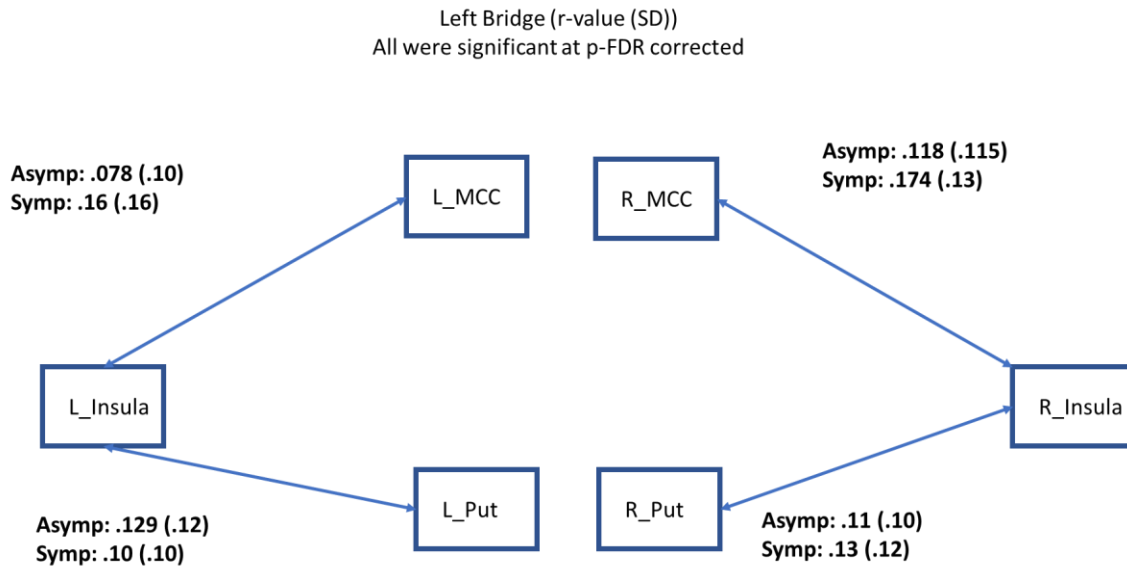 Left Bridge (r-value (SD))
All were significant at p-FDR corrected
Asymp: .078 (.10)
Symp: .16 (.16)
L_MCC
R_MCC
Asymp: .118 (.115)
Symp: .174 (.13)
L_Insula
R_Insula
Asymp: .129 (.12)
Symp: .10 (.10)
L_Put
R_Put
Asymp: .11 (.10)
Symp: .13 (.12)